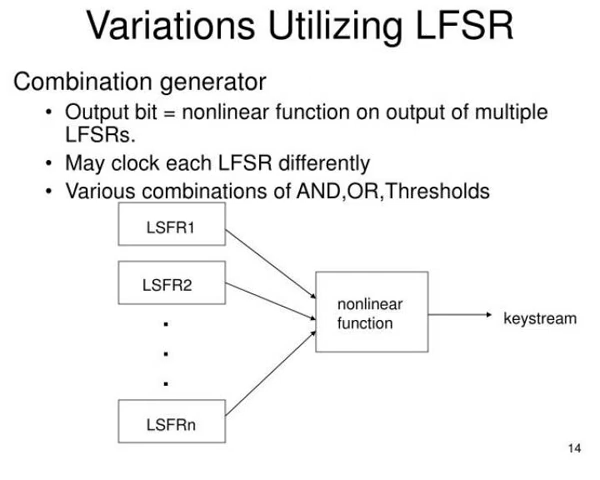 Variations Utilizing LFSR
Combination generator
• Output bit = nonlinear function on output of multiple
LFSRs.
• May clock each LFSR differently
• Various combinations of AND,OR,Thresholds
LSFR1
LSFR2
nonlinear
function
keystream
LSFRn
14